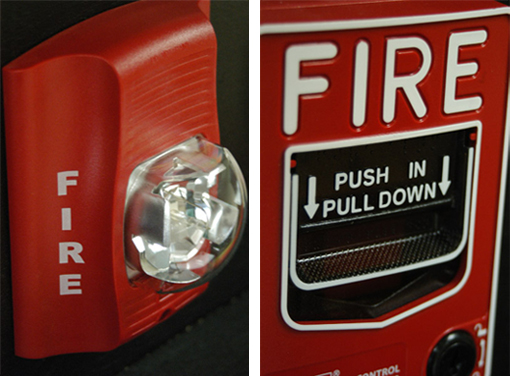 FIRE
FIRE
PUSH IN
PULL DOWN
CONTROL